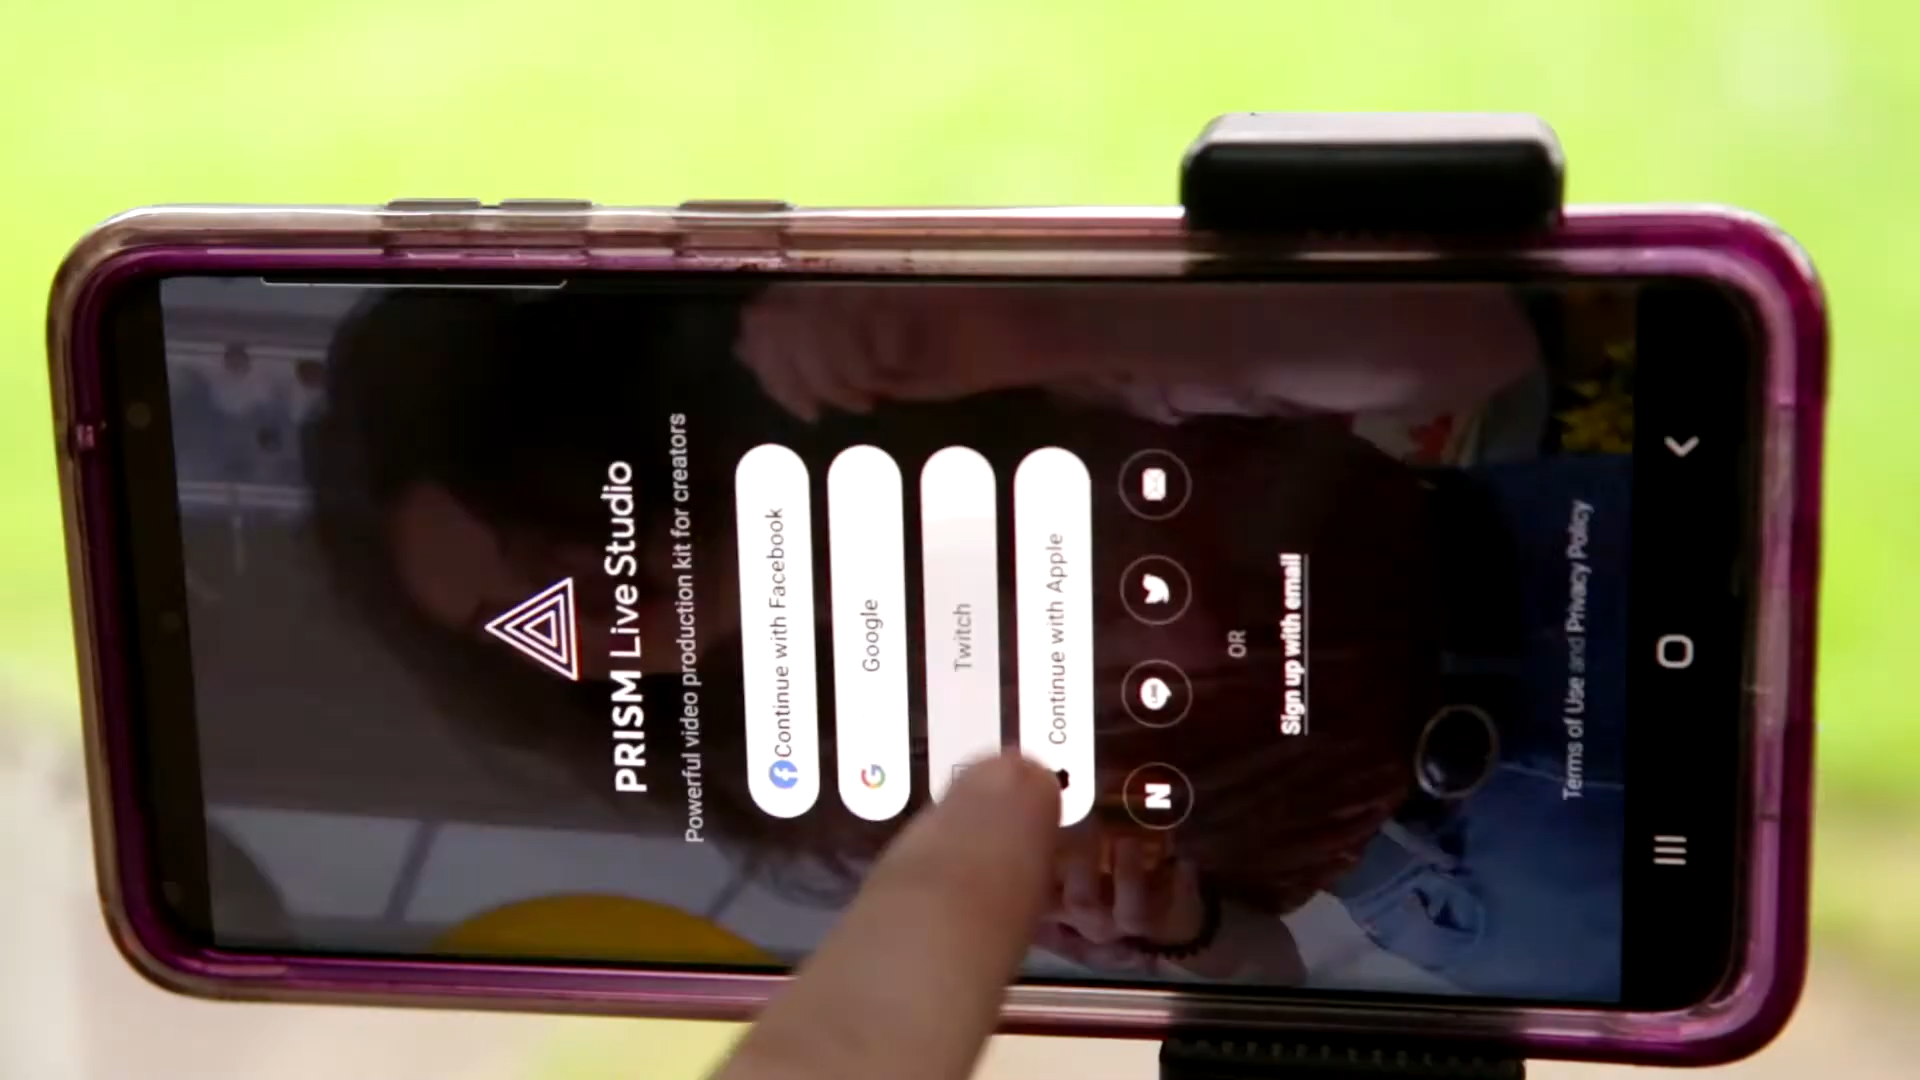 PRISM Live Studio
Powerful video production kit for creators
Continue with Facebook
Google
Twitch
Continue with Apple
N
OR
Sign up with email
Terms of Use and Privacy Policy